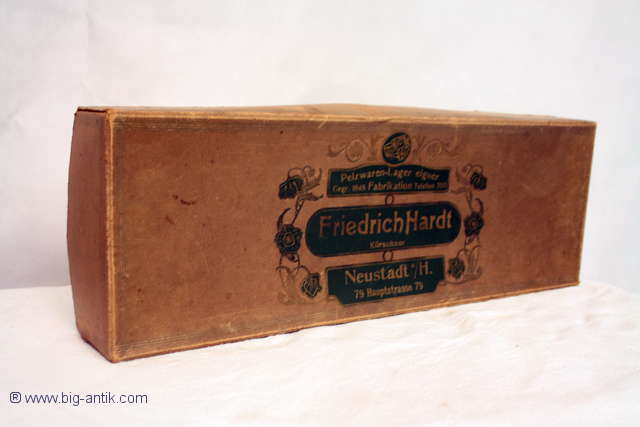 Pelzwaren-Lager eigner
Gegr. 1845 Fabrikation Telefon
Friedrich Hardt
Kürschner
Neustadt a/H.
79 Hauptstrasse 79
® www.big-antik.com